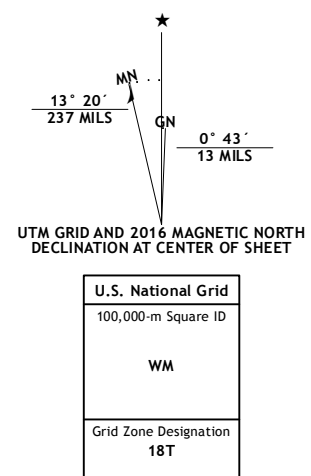 MN
13° 20´
237 MILS
GN
0° 43´
13 MILS
UTM GRID AND 2016 MAGNETIC NORTH
DECLINATION AT CENTER OF SHEET
U.S. National Grid
100,000-m Square ID
WM
Grid Zone Designation
18T